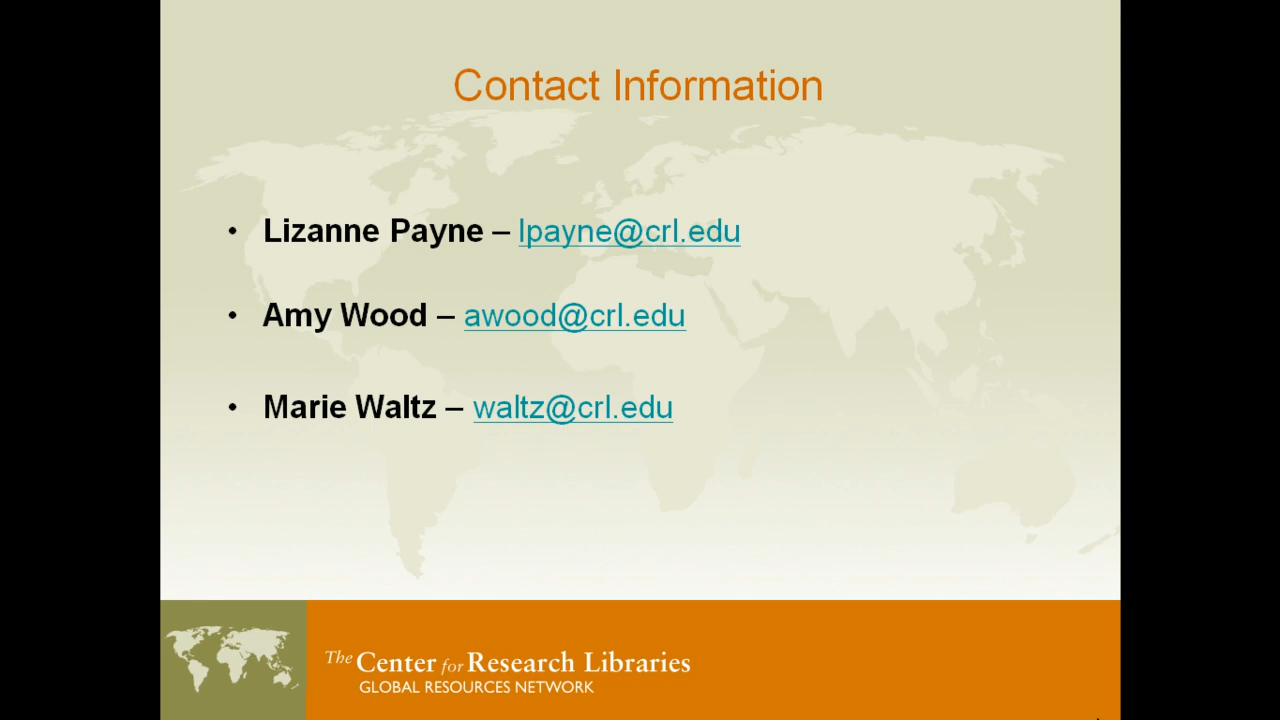 Contact Information
• Lizanne Payne – lpayne@crl.edu
• Amy Wood – awood@crl.edu
• Marie Waltz – waltz@crl.edu
The Center for Research Libraries
GLOBAL RESOURCES NETWORK